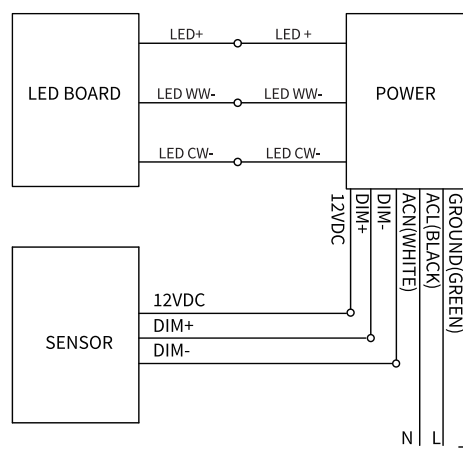 LED+ LED +
LED BOARD LED WW- LED WW- POWER
LED CW- LED CW-
12VDC
DIM+
DIM-
ACN(WHITE)
ACL(BLACK)
GROUND(GREEN)
12VDC
DIM+
SENSOR
DIM-
N L